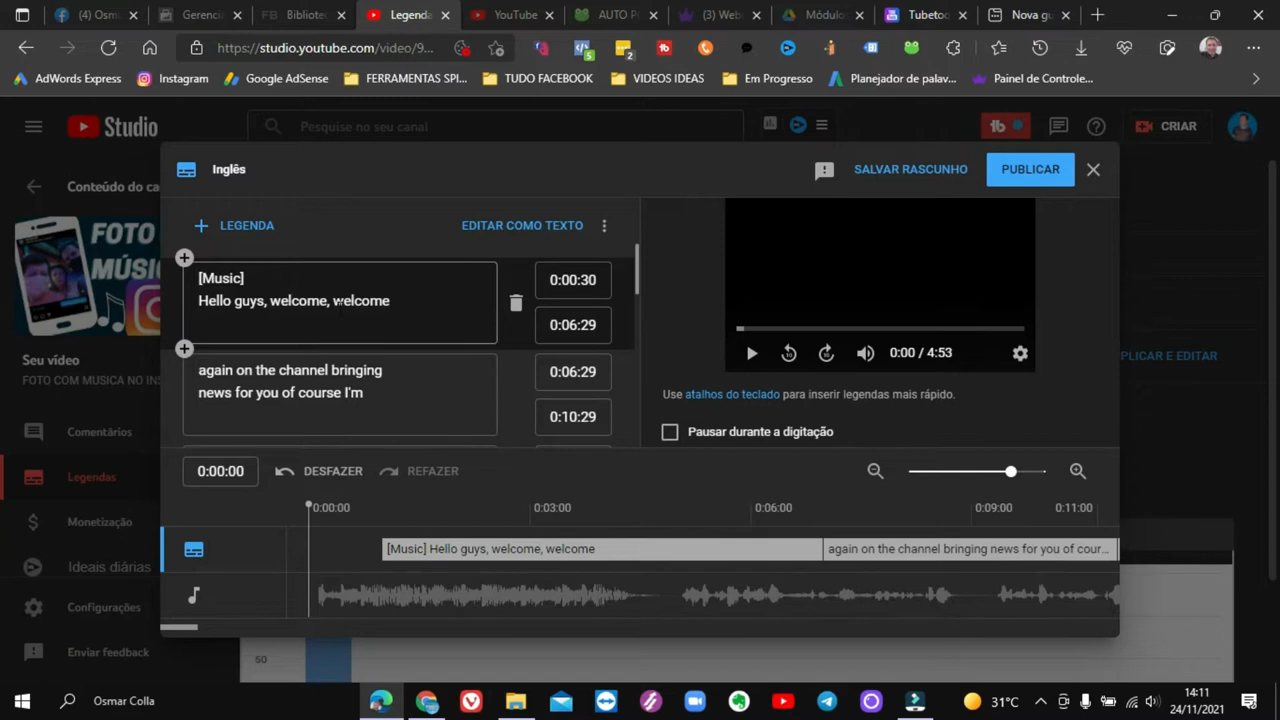 (4) Osm
Gerenci
FB Bibliote
Legenda
YouTube
AUTO P
(3) Web
Módulo
Tubeto
Nova gu
https://studio.youtube.com/video/9...
5
2
AdWords Express
Instagram
Google AdSense
FERRAMENTAS SPI...
TUDO FACEBOOK
VIDEOS IDEAS
Em Progresso
Planejador de palav...
Painel de Controle...
Studio
Pesquise no seu canal
tb
CRIAR
Conteúdo do ca
FOTO
MÚSI
Seu vídeo
FOTO COM MUSICA NO INS
Comentários
Legendas
Monetização
Ideais diárias
Configurações
Enviar feedback
Inglês
SALVAR RASCUNHO
PUBLICAR
LEGENDA
EDITAR COMO TEXTO
[Music]
Hello guys, welcome, welcome
0:00:30
0:06:29
again on the channel bringing
news for you of course I'm
0:06:29
0:10:29
0:00 / 4:53
Use atalhos do teclado para inserir legendas mais rápido.
Pausar durante a digitação
PLICAR E EDITAR
0:00:00
DESFAZER
REFAZER
0:00:00
0:03:00
0:06:00
0:09:00
0:11:00
[Music] Hello guys, welcome, welcome
again on the channel bringing news for you of cour...
50
Osmar Colla
31°C
14:11
24/11/2021